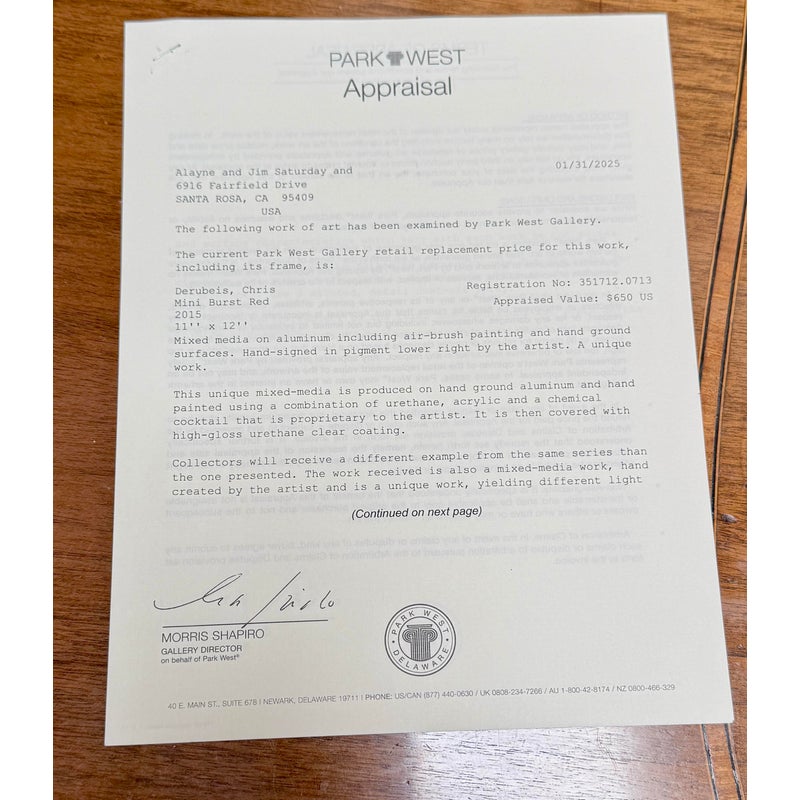 PARK WEST
Appraisal
Alayne and Jim Saturday and
01/31/2025
6916 Fairfield Drive
SANTA ROSA, CA 95409
USA
The following work of art has been examined by Park West Gallery.
The current Park West Gallery retail replacement price for this work,
including its frame, is:
Derubeis, Chris
Registration No: 351712.0713
Mini Burst Red
Appraised Value: $650 US
2015
11'' x 12''
Mixed media on aluminum including air-brush painting and hand ground
surfaces. Hand-signed in pigment lower right by the artist. A unique
work.
This unique mixed-media is produced on hand ground aluminum and hand
painted using a combination of urethane, acrylic and a chemical
cocktail that is proprietary to the artist. It is then covered with
high-gloss urethane clear coating.
Collectors will receive a different example from the same series than
the one presented. The work received is also a mixed-media work, hand
created by the artist and is a unique work, yielding different light
(Continued on next page)
MORRIS SHAPIRO
GALLERY DIRECTOR
on behalf of Park West®
PARK WEST
DELAWARE
40 E. MAIN ST., SUITE 678 | NEWARK, DELAWARE 19711 | PHONE: US/CAN (877) 440-0630 / UK 0808-234-7266 / AU 1-800-42-8174 / NZ 0800-466-329